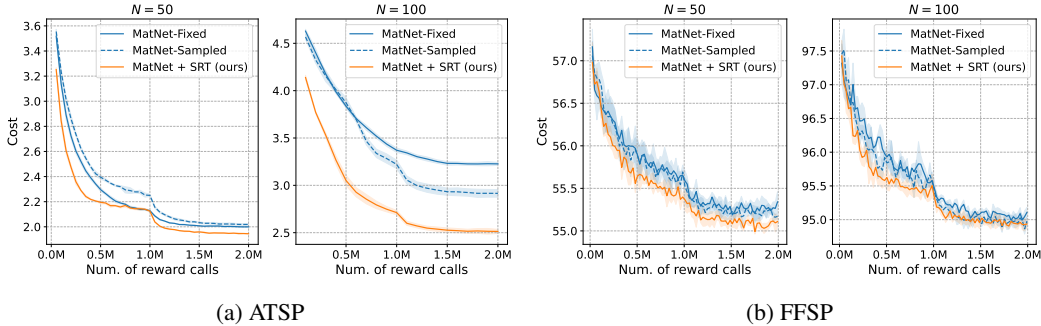 N = 50
Cost
3.6
3.4
3.2
3.0
2.8
2.6
2.4
2.2
2.0
MatNet-Fixed
MatNet-Sampled
MatNet + SRT (ours)
0.0M 0.5M 1.0M 1.5M 2.0M
Num. of reward calls
N = 100
4.5
4.0
3.5
3.0
2.5
MatNet-Fixed
MatNet-Sampled
MatNet + SRT (ours)
0.5M 1.0M 1.5M 2.0M
Num. of reward calls
(a) ATSP
N = 50
Cost
57.0
56.5
56.0
55.5
55.0
MatNet-Fixed
MatNet-Sampled
MatNet + SRT (ours)
0.0M 0.5M 1.0M 1.5M 2.0M
Num. of reward calls
N = 100
97.5
97.0
96.5
96.0
95.5
95.0
MatNet-Fixed
MatNet-Sampled
MatNet + SRT (ours)
0.0M 0.5M 1.0M 1.5M 2.0M
Num. of reward calls
(b) FFSP